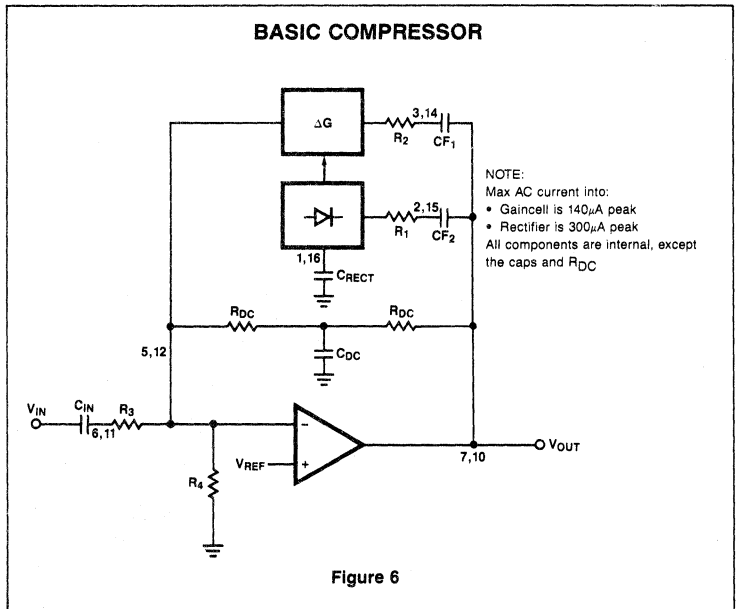 BASIC COMPRESSOR
ΔG
3,14
R2
CF1
NOTE:
Max AC current into:
• Gaincell is 140μA peak
• Rectifier is 300μA peak
All components are internal, except
the caps and RDC
2,15
R1
CF2
1,16
CRECT
RDC
RDC
5,12
CDC
VIN
CIN
R3
6,11
−
VREF
+
7,10
VOUT
R4
Figure 6